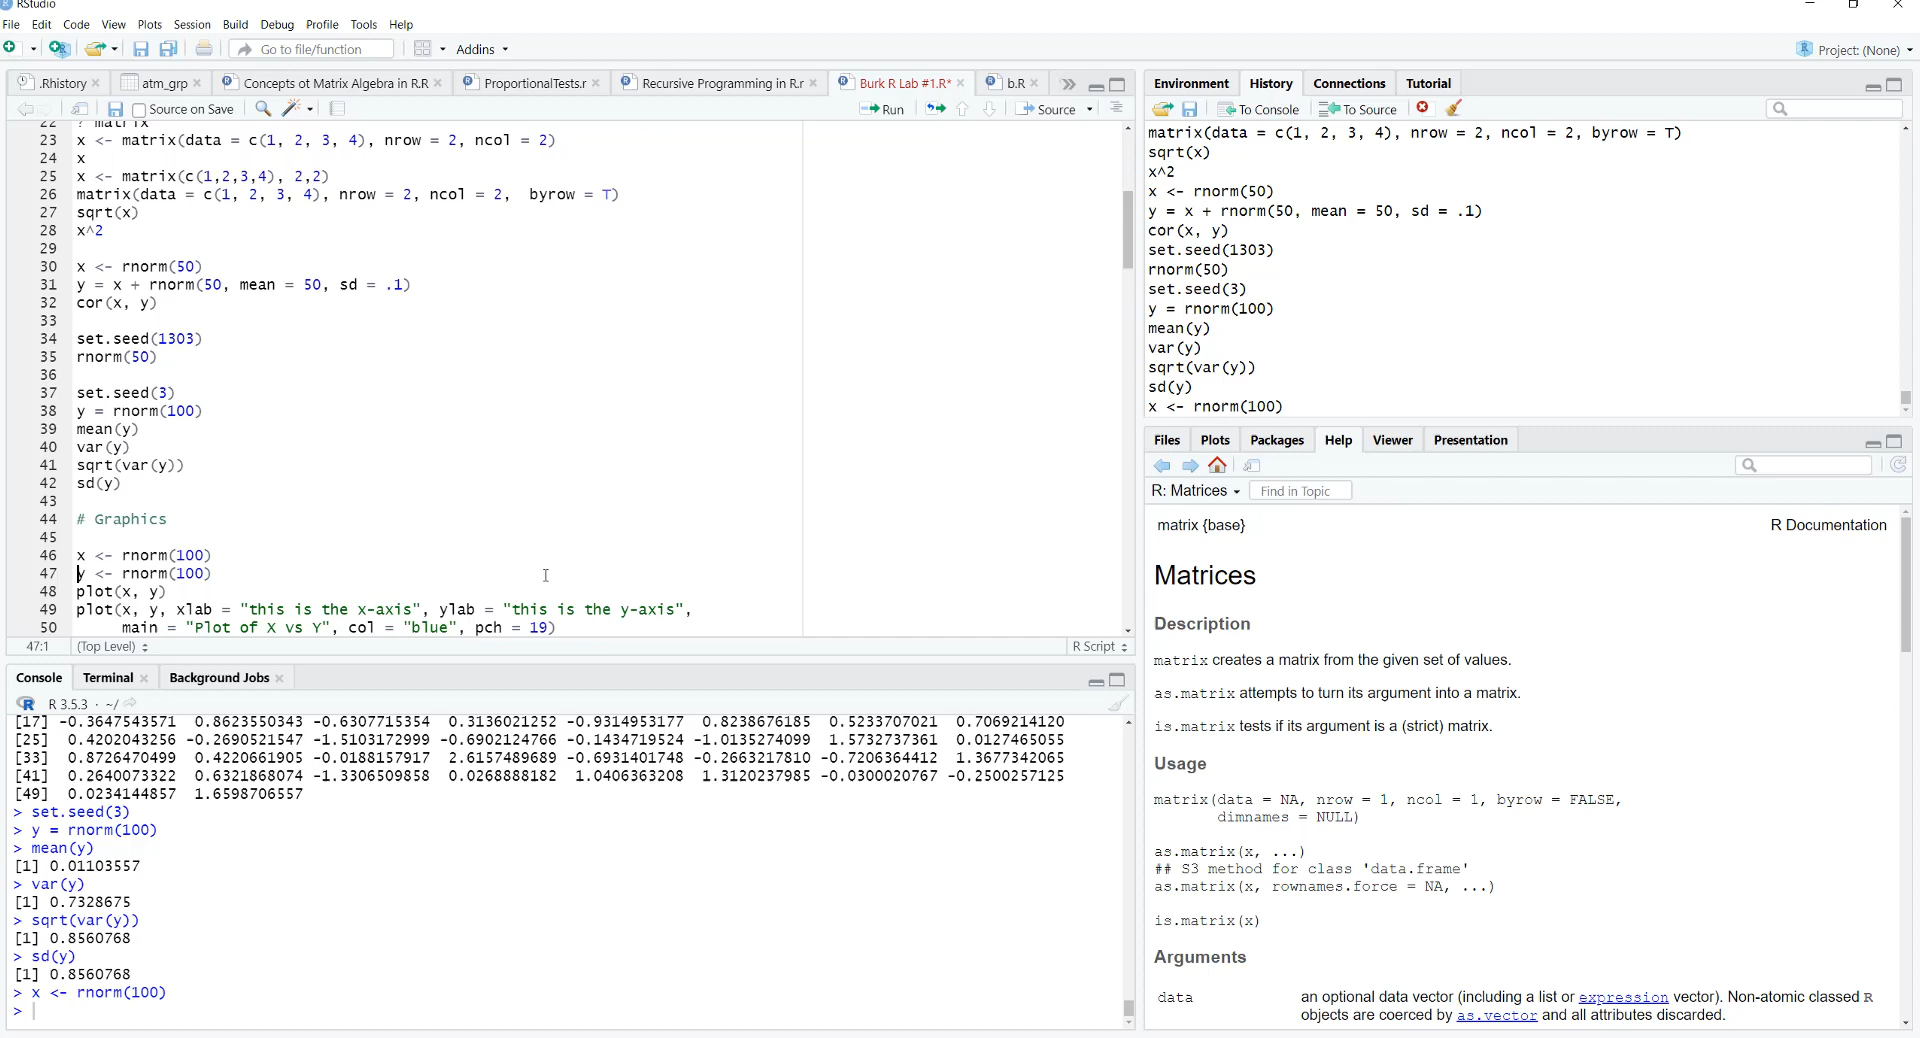 RStudio
File Edit Code View Plots Session Build Debug Profile Tools Help
Go to file/function Addins Project: (None)
.Rhistory atm_grp Concepts of Matrix Algebra in R.R ProportionalTests.r Recursive Programming in R.r Burk R Lab #1.R* b.R
Source on Save Run Source
22 ? matrix
23 x <- matrix(data = c(1, 2, 3, 4), nrow = 2, ncol = 2)
24 x
25 x <- matrix(c(1,2,3,4), 2,2)
26 matrix(data = c(1, 2, 3, 4), nrow = 2, ncol = 2,  byrow = T)
27 sqrt(x)
28 x^2
29
30 x <- rnorm(50)
31 y = x + rnorm(50, mean = 50, sd = .1)
32 cor(x, y)
33
34 set.seed(1303)
35 rnorm(50)
36
37 set.seed(3)
38 y = rnorm(100)
39 mean(y)
40 var(y)
41 sqrt(var(y))
42 sd(y)
43
44 # Graphics
45
46 x <- rnorm(100)
47 y <- rnorm(100)
48 plot(x, y)
49 plot(x, y, xlab = "this is the x-axis", ylab = "this is the y-axis",
50 main = "Plot of X vs Y", col = "blue", pch = 19)
47:1 (Top Level) R Script
Console Terminal Background Jobs
R 3.5.3 · ~/
[17] -0.3647543571 0.8623550343 -0.6307715354 0.3136021252 -0.9314953177 0.8238676185 0.5233707021 0.7069214120
[25] 0.4202043256 -0.2690521547 -1.5103172999 -0.6902124766 -0.1434719524 -1.0135274099 1.5732737361 0.0127465055
[33] 0.8726470499 0.4220661905 -0.0188157917 2.6157489689 -0.6931401748 -0.2663217810 -0.7206364412 1.3677342065
[41] 0.2640073322 0.6321868074 -1.3306509858 0.0268888182 1.0406363208 1.3120237985 -0.0300020767 -0.2500257125
[49] 0.0234144857 1.6598706557
> set.seed(3)
> y = rnorm(100)
> mean(y)
[1] 0.01103557
> var(y)
[1] 0.7328675
> sqrt(var(y))
[1] 0.8560768
> sd(y)
[1] 0.8560768
> x <- rnorm(100)
>
Environment History Connections Tutorial
To Console To Source
matrix(data = c(1, 2, 3, 4), nrow = 2, ncol = 2, byrow = T)
sqrt(x)
x^2
x <- rnorm(50)
y = x + rnorm(50, mean = 50, sd = .1)
cor(x, y)
set.seed(1303)
rnorm(50)
set.seed(3)
y = rnorm(100)
mean(y)
var(y)
sqrt(var(y))
sd(y)
x <- rnorm(100)
Files Plots Packages Help Viewer Presentation
R: Matrices Find in Topic
matrix {base} R Documentation
Matrices
Description
matrix creates a matrix from the given set of values.
as.matrix attempts to turn its argument into a matrix.
is.matrix tests if its argument is a (strict) matrix.
Usage
matrix(data = NA, nrow = 1, ncol = 1, byrow = FALSE,
dimnames = NULL)
as.matrix(x, ...)
## S3 method for class 'data.frame'
as.matrix(x, rownames.force = NA, ...)
is.matrix(x)
Arguments
data an optional data vector (including a list or expression vector). Non-atomic classed R
objects are coerced by as.vector and all attributes discarded.